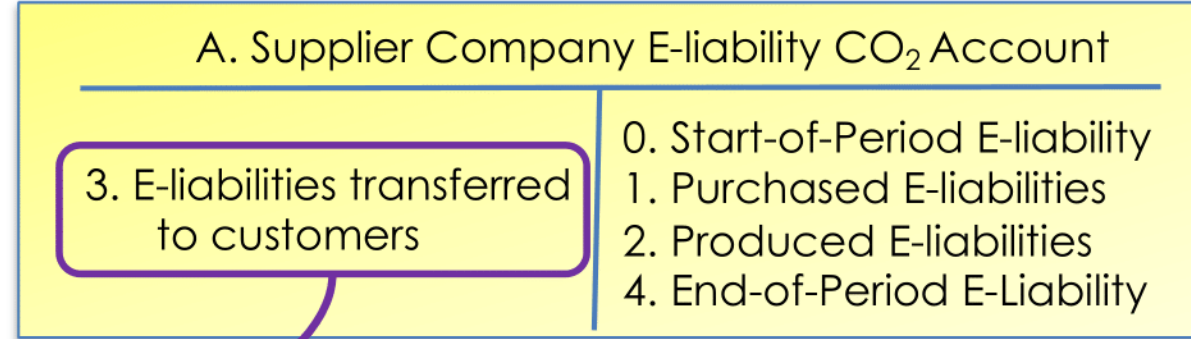 A. Supplier Company E-liability CO₂ Account
3. E-liabilities transferred
to customers
0. Start-of-Period E-liability
1. Purchased E-liabilities
2. Produced E-liabilities
4. End-of-Period E-Liability